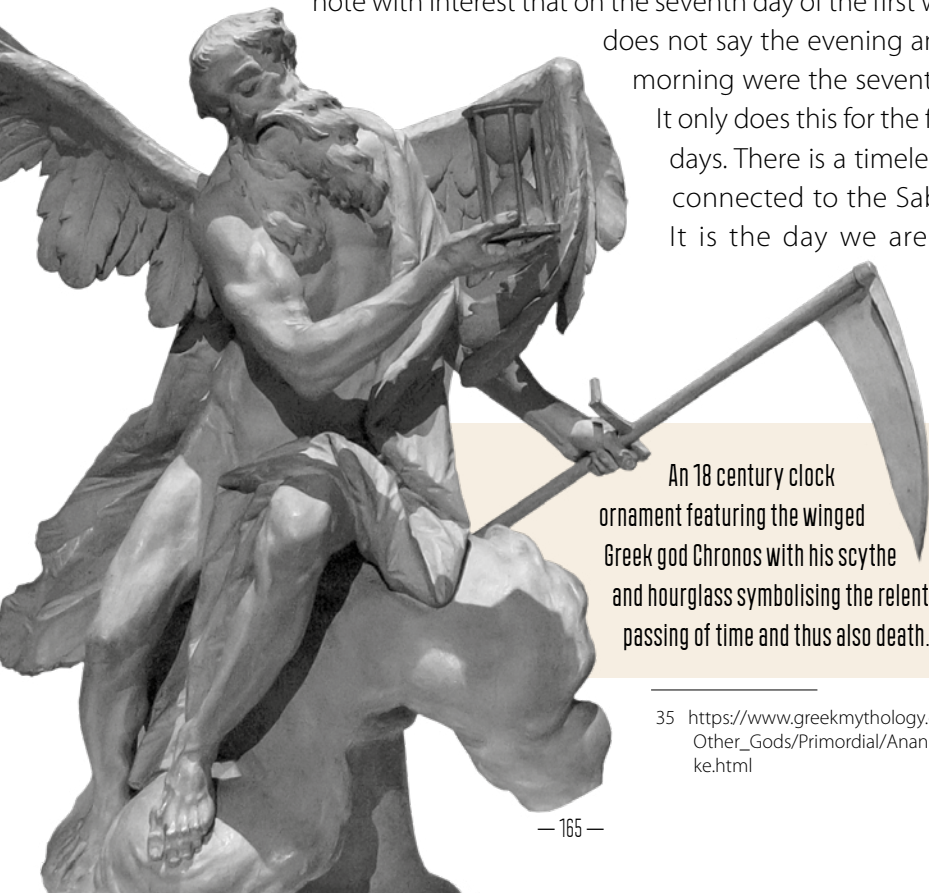 note with interest that on the seventh day of the first w
does not say the evening an
morning were the sevent
It only does this for the f
days. There is a timele
connected to the Sab
It is the day we are
An 18 century clock
ornament featuring the winged
Greek god Chronos with his scythe
and hourglass symbolising the relent
passing of time and thus also death.
35 https://www.greekmythology.
Other_Gods/Primordial/Anan
ke.html
— 165 —